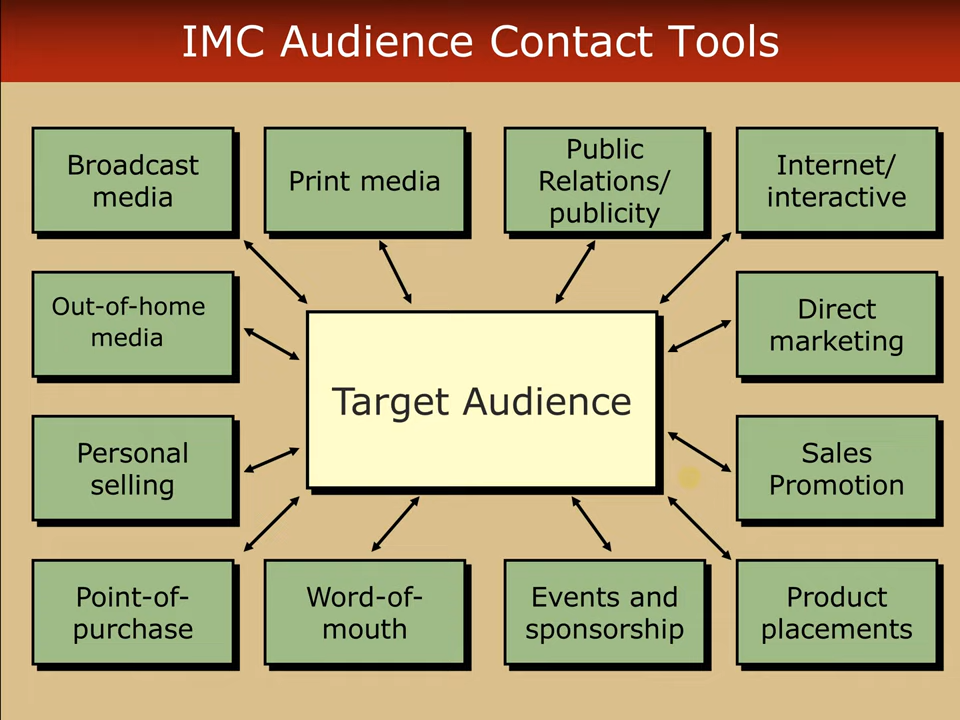 IMC Audience Contact Tools
Broadcast
media
Print media
Public
Relations/
publicity
Internet/
interactive
Out-of-home
media
Direct
marketing
Target Audience
Personal
selling
Sales
Promotion
Point-of-
purchase
Word-of-
mouth
Events and
sponsorship
Product
placements